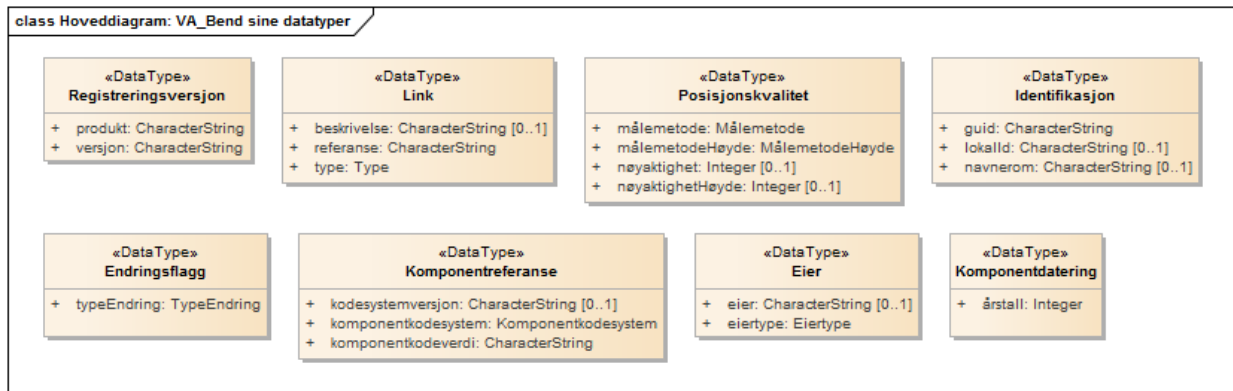 class Hoveddiagram: VA_Bend sine datatyper
«DataType»
Registreringsversjon
+ produkt: CharacterString
+ versjon: CharacterString
«DataType»
Link
+ beskrivelse: CharacterString [0..1]
+ referanse: CharacterString
+ type: Type
«DataType»
Posisjonskvalitet
+ målemetode: Målemetode
+ målemetodeHøyde: MålemetodeHøyde
+ nøyaktighet: Integer [0..1]
+ nøyaktighetHøyde: Integer [0..1]
«DataType»
Identifikasjon
+ guid: CharacterString
+ lokalId: CharacterString [0..1]
+ navnerom: CharacterString [0..1]
«DataType»
Endringsflagg
+ typeEndring: TypeEndring
«DataType»
Komponentreferanse
+ kodesystemversjon: CharacterString [0..1]
+ komponentkodesystem: Komponentkodesystem
+ komponentkodeverdi: CharacterString
«DataType»
Eier
+ eier: CharacterString [0..1]
+ eiertype: Eiertype
«DataType»
Komponentdatering
+ årstall: Integer